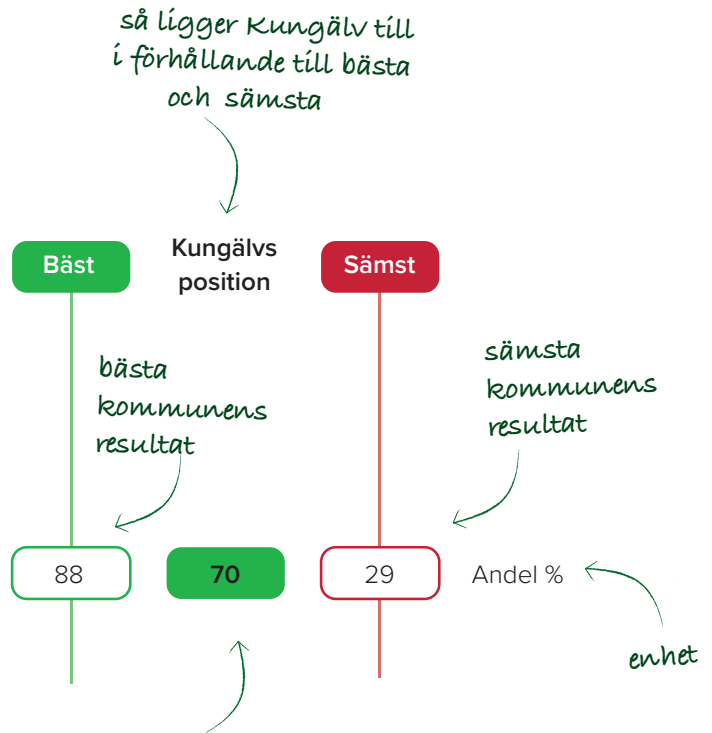 så ligger Kungälv till
i förhållande till bästa
och sämsta
Bäst
Kungälvs
position
Sämst
bästa
kommunens
resultat
sämsta
kommunens
resultat
88
70
29
Andel %
enhet